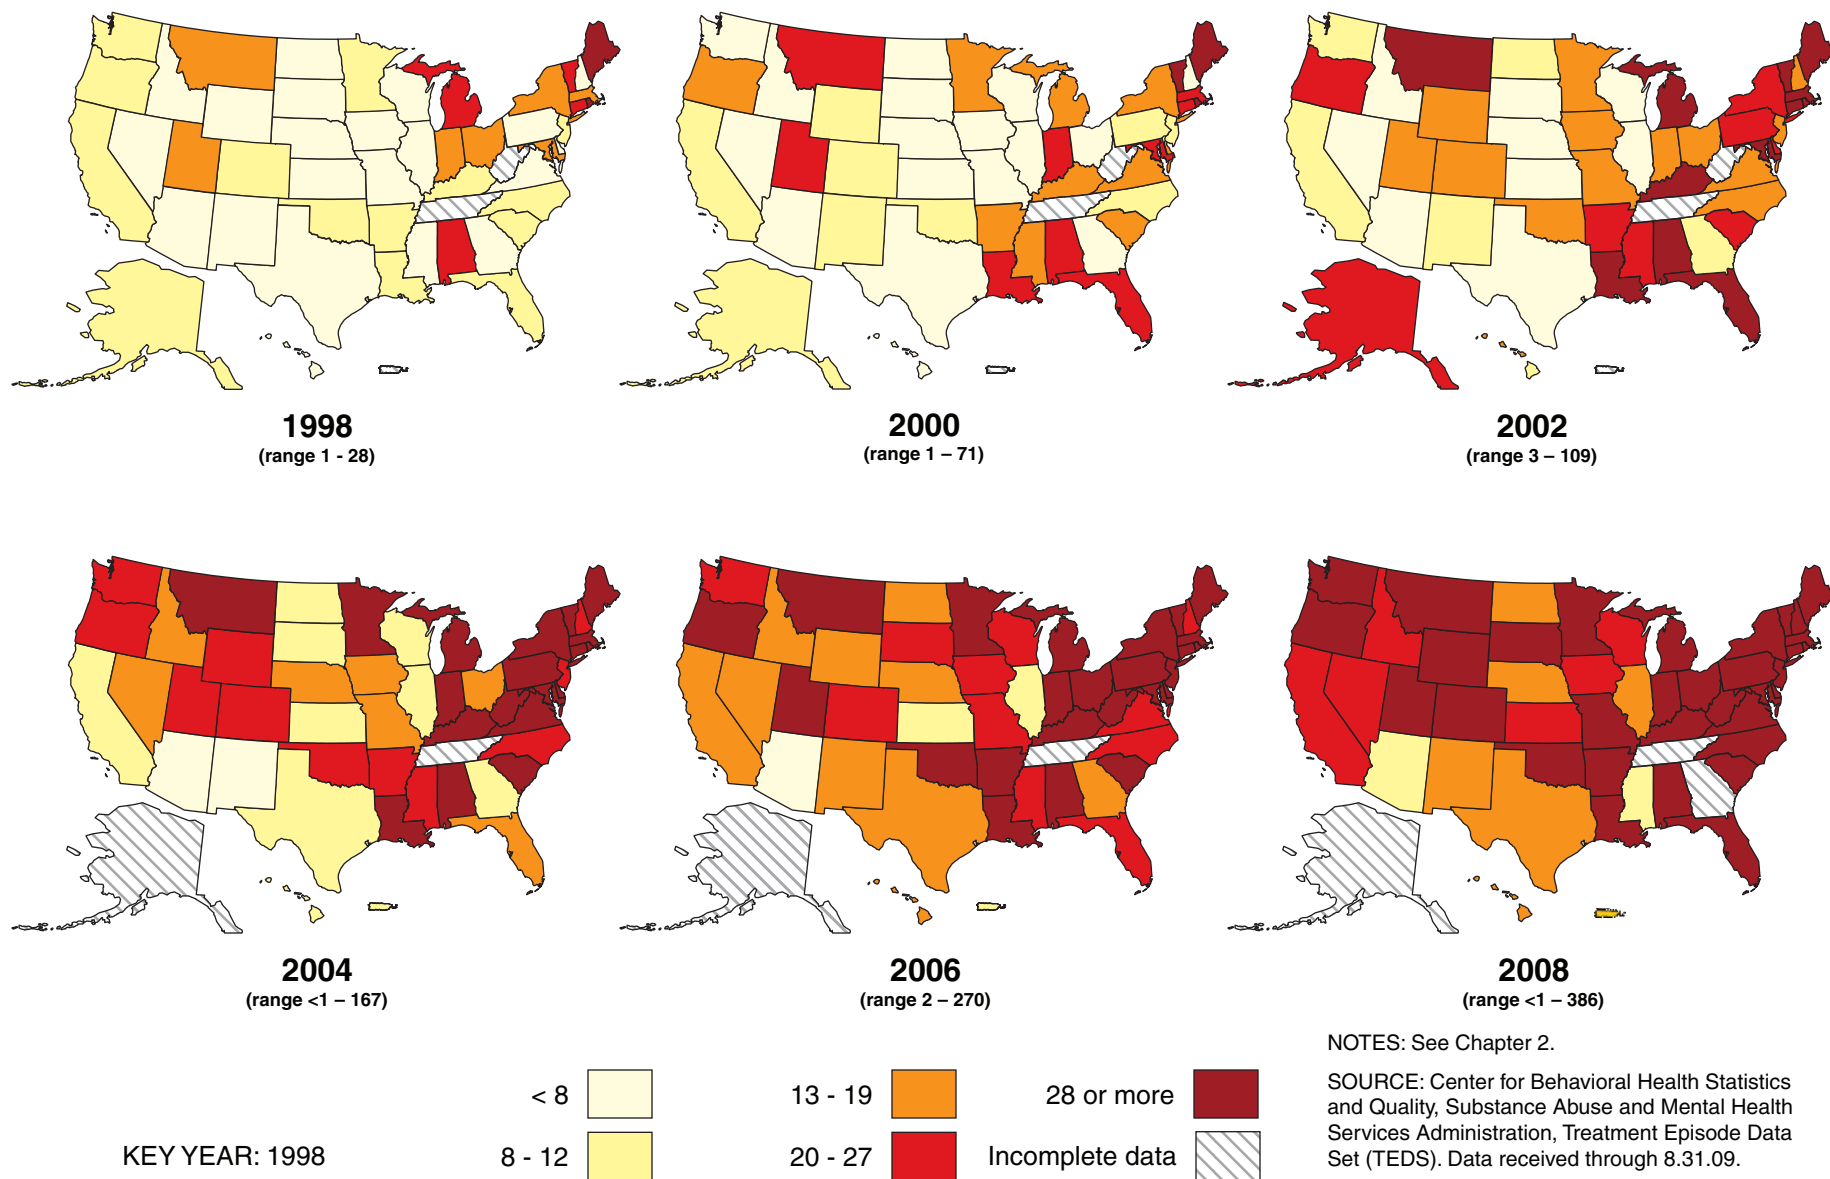 1998
(range 1 - 28)
2000
(range 1 – 71)
2002
(range 3 – 109)
2004
(range <1 – 167)
2006
(range 2 – 270)
2008
(range <1 – 386)
KEY YEAR: 1998
< 8
8 - 12
13 - 19
20 - 27
28 or more
Incomplete data
NOTES: See Chapter 2.
SOURCE: Center for Behavioral Health Statistics
and Quality, Substance Abuse and Mental Health
Services Administration, Treatment Episode Data
Set (TEDS). Data received through 8.31.09.